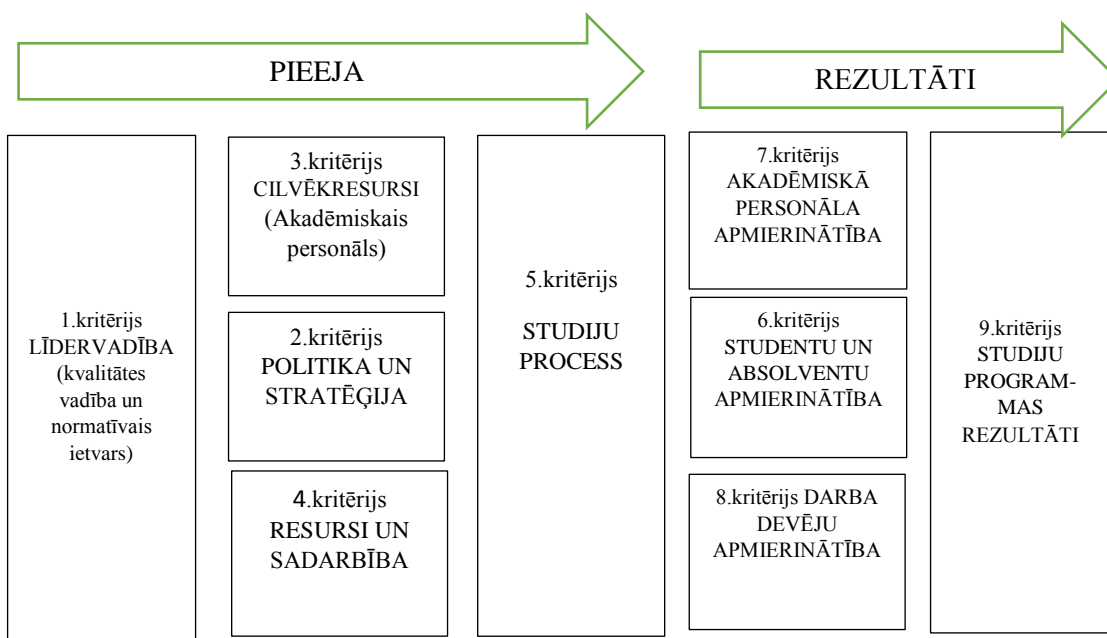 PIEEJA
REZULTĀTI
1.kritērijs
LĪDERVADĪBA
(kvalitātes
vadība un
normatīvais
ietvars)
3.kritērijs
CILVĒKRESURSI
(Akadēmiskais
personāls)
2.kritērijs
POLITIKA UN
STRATĒĢIJA
4.kritērijs
RESURSI UN
SADARBĪBA
5.kritērijs
STUDIJU
PROCESS
7.kritērijs
AKADĒMISKĀ
PERSONĀLA
APMIERINĀTĪBA
6.kritērijs
STUDENTU UN
ABSOLVENTU
APMIERINĀTĪBA
8.kritērijs DARBA
DEVĒJU
APMIERINĀTĪBA
9.kritērijs
STUDIJU
PROGRAM-
MAS
REZULTĀTI